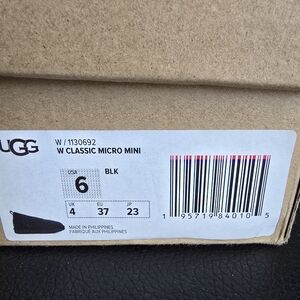 UGG
W / 1130692
W CLASSIC MICRO MINI
USA
6
BLK
UK EU JP
4 37 23
MADE IN PHILIPPINES
FABRIQUÉ AUX PHILIPPINES
1 95719 84010 5